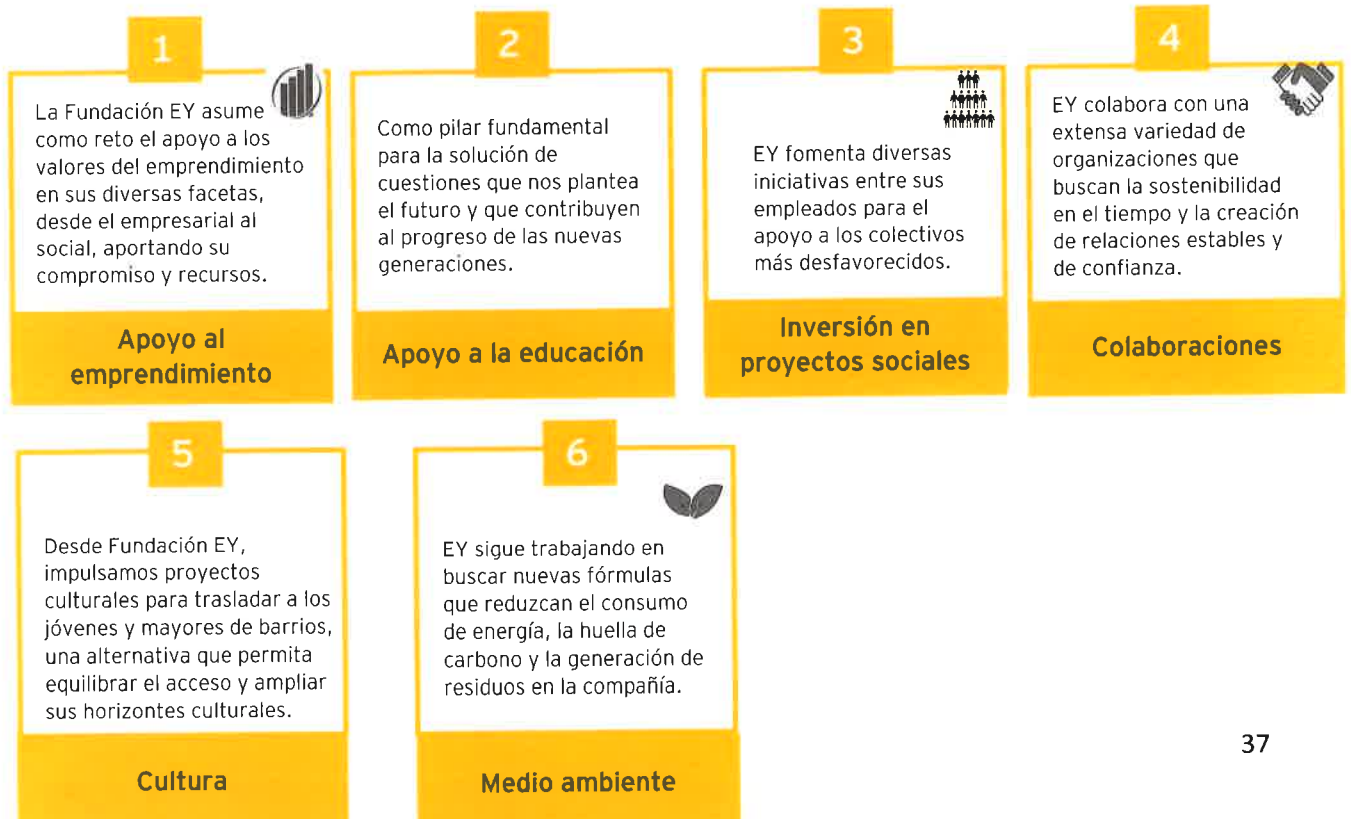 1
La Fundación EY asume
como reto el apoyo a los
valores del emprendimiento
en sus diversas facetas,
desde el empresarial al
social, aportando su
compromiso y recursos.
Apoyo al
emprendimiento
2
Como pilar fundamental
para la solución de
cuestiones que nos plantea
el futuro y que contribuyen
al progreso de las nuevas
generaciones.
Apoyo a la educación
3
EY fomenta diversas
iniciativas entre sus
empleados para el
apoyo a los colectivos
más desfavorecidos.
Inversión en
proyectos sociales
4
EY colabora con una
extensa variedad de
organizaciones que
buscan la sostenibilidad
en el tiempo y la creación
de relaciones estables y
de confianza.
Colaboraciones
5
Desde Fundación EY,
impulsamos proyectos
culturales para trasladar a los
jóvenes y mayores de barrios,
una alternativa que permita
equilibrar el acceso y ampliar
sus horizontes culturales.
Cultura
6
EY sigue trabajando en
buscar nuevas fórmulas
que reduzcan el consumo
de energía, la huella de
carbono y la generación de
residuos en la compañía.
Medio ambiente
37